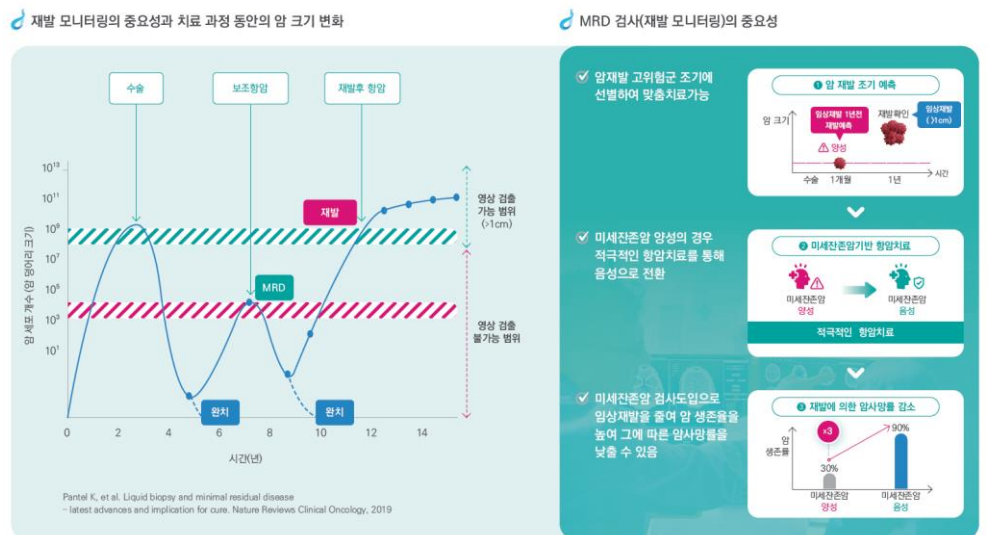 재발 모니터링의 중요성과 치료 과정 동안의 암 크기 변화
수술
보조항암
재발후 항암
암 세포 개수 (암 덩어리 크기)
10¹³
10¹¹
10⁹
10⁷
10⁵
10³
10¹
재발
MRD
완치
완치
영상 검출
가능 범위
(>1cm)
영상 검출
불가능 범위
0
2
4
6
8
10
12
14
시간(년)
Pantel K, et al. Liquid biopsy and minimal residual disease
– latest advances and implication for cure. Nature Reviews Clinical Oncology, 2019
MRD 검사(재발 모니터링)의 중요성
암재발 고위험군 조기에
선별하여 맞춤치료가능
❶ 암 재발 조기 예측
암 크기
임상재발 1년전
재발예측
양성
재발확인
임상재발
(>1cm)
수술
1개월
1년
시간
미세잔존암 양성의 경우
적극적인 항암치료를 통해
음성으로 전환
❷ 미세잔존암기반 항암치료
미세잔존암
양성
미세잔존암
음성
적극적인 항암치료
미세잔존암 검사도입으로
임상재발을 줄여 암 생존율을
높여 그에 따른 암사망률을
낮출 수 있음
❸ 재발에 의한 암사망률 감소
암
생존률
x3
30%
90%
미세잔존암
양성
미세잔존암
음성